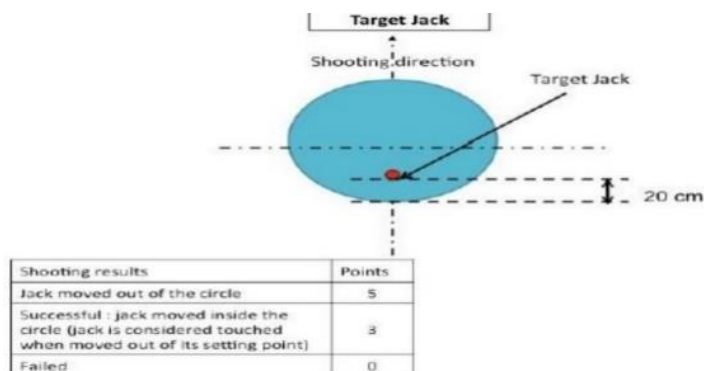 Target Jack
Shooting direction
Target Jack
20 cm
Shooting results Points
Jack moved out of the circle 5
Successful : jack moved inside the
circle (jack is considered touched 3
when moved out of its setting point)
Failed 0